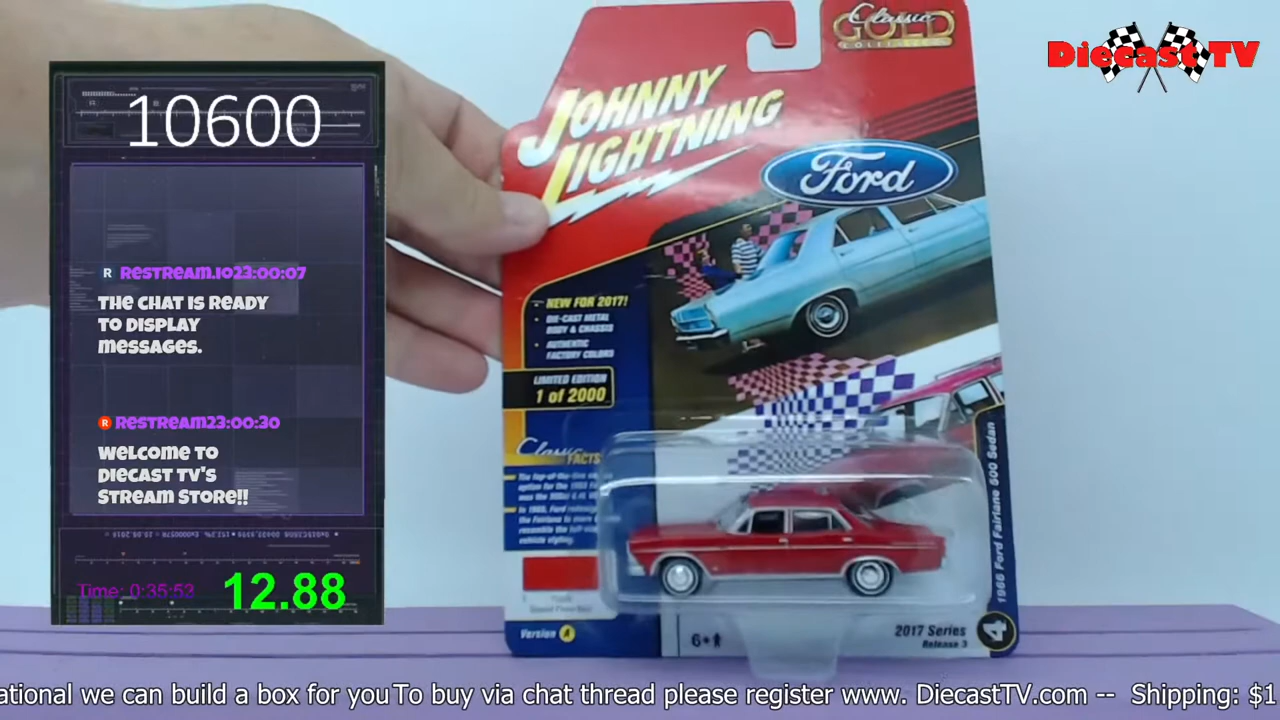 10600
R Restream.io23:00:07
The chat is ready
to display
messages.
R Restream23:00:30
Welcome to
Diecast TV's
Stream Store!!
Time: 0:35:53
12.88
Classic
GOLD
Diecast TV
JOHNNY
LIGHTNING
Ford
NEW FOR 2017!
DIE-CAST METAL
BODY & CHASSIS
AUTHENTIC
FACTORY COLORS
LIMITED EDITION
1 of 2000
Classic
FACTS
1966 Ford Fairlane 500 Sedan
Version A
6+
2017 Series
Release 3
4
ational we can build a box for you To buy via chat thread please register www. DiecastTV.com -- Shipping: $1